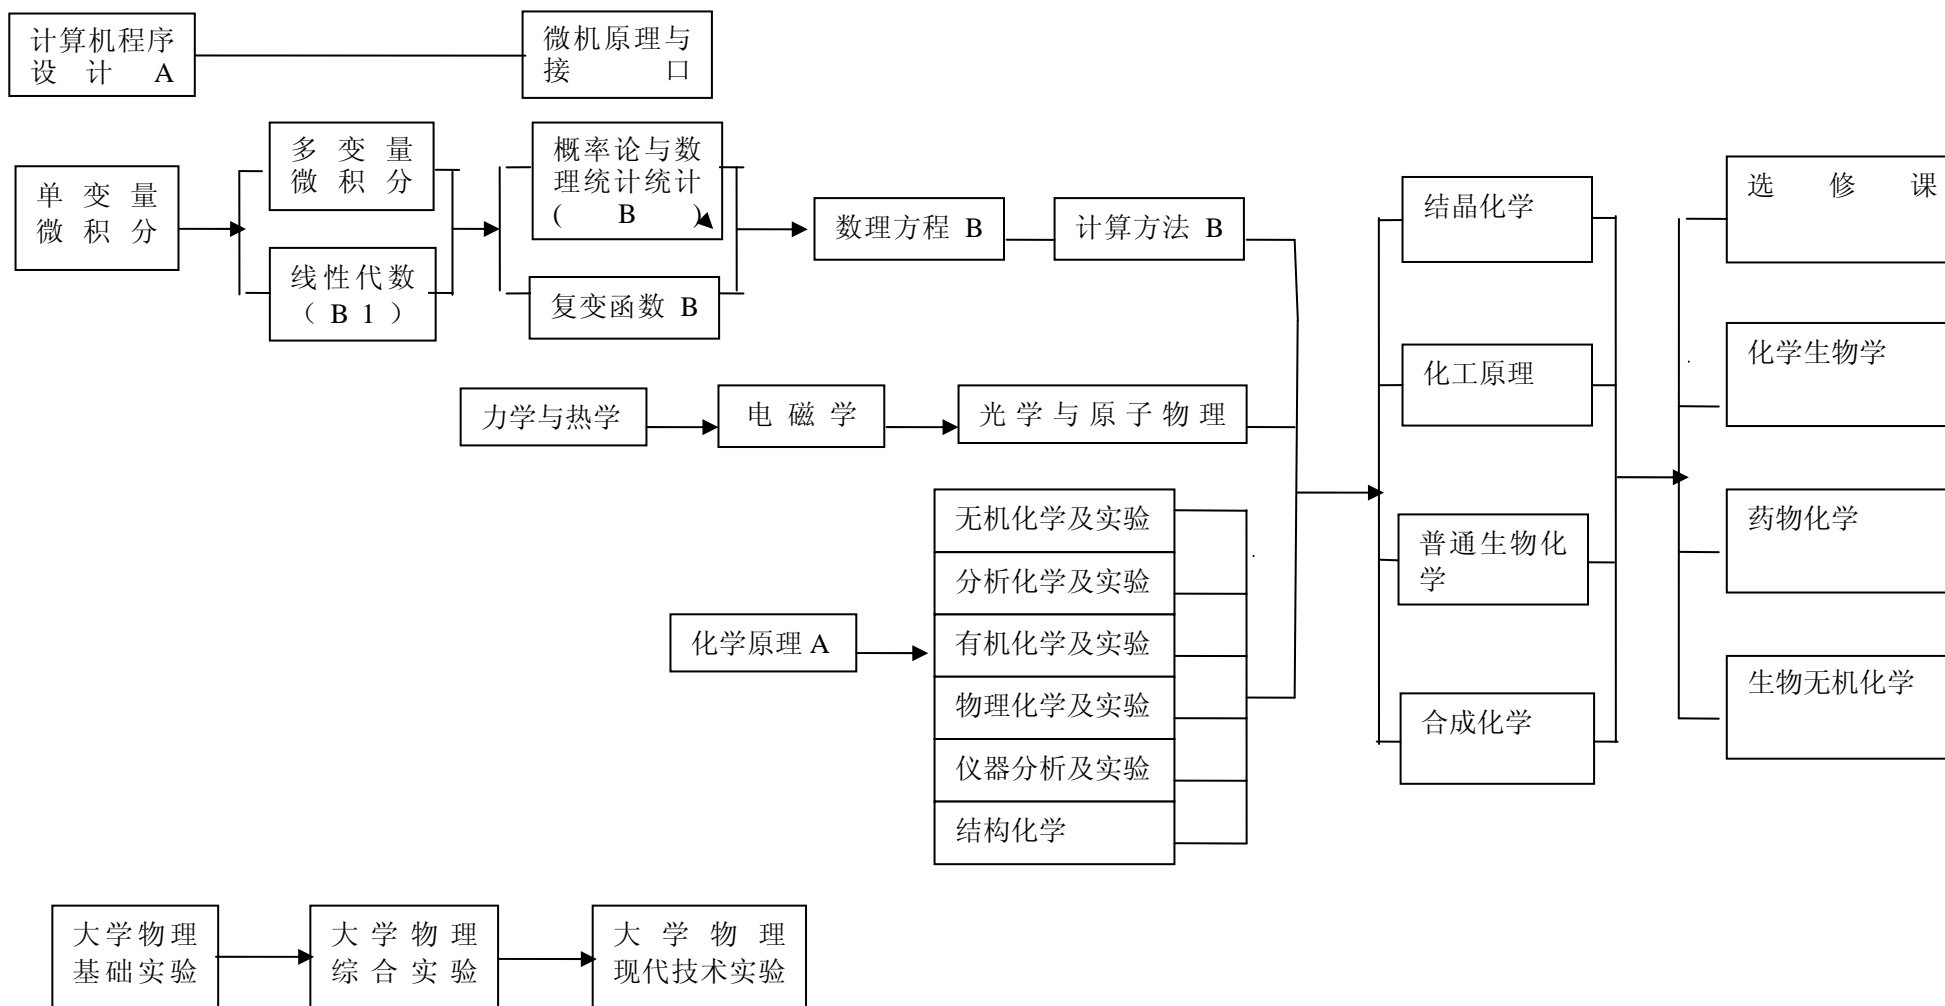 计算机程序
设计 A
微机原理与
接口
单变量
微积分
多变量
微积分
线性代数
（B1）
概率论与数
理统计统计
( B )
复变函数 B
数理方程 B
计算方法 B
力学与热学
电磁学
光学与原子物理
化学原理 A
无机化学及实验
分析化学及实验
有机化学及实验
物理化学及实验
仪器分析及实验
结构化学
结晶化学
化工原理
普通生物化
学
合成化学
选修课
化学生物学
药物化学
生物无机化学
大学物理
基础实验
大学物理
综合实验
大学物理
现代技术实验